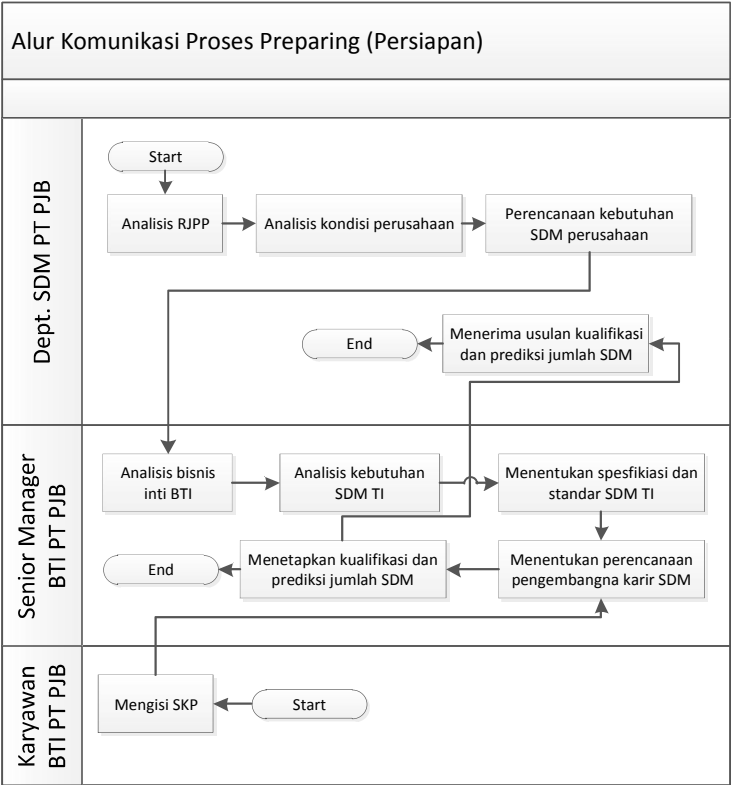 Alur Komunikasi Proses Preparing (Persiapan)
Dept. SDM PT PJB
Start
Analisis RJPP
Analisis kondisi perusahaan
Perencanaan kebutuhan
SDM perusahaan
End
Menerima usulan kualifikasi
dan prediksi jumlah SDM
Senior Manager
BTI PT PJB
Analisis bisnis
inti BTI
Analisis kebutuhan
SDM TI
Menentukan spesfikiasi dan
standar SDM TI
End
Menetapkan kualifikasi dan
prediksi jumlah SDM
Menentukan perencanaan
pengembangna karir SDM
Karyawan
BTI PT PJB
Mengisi SKP
Start